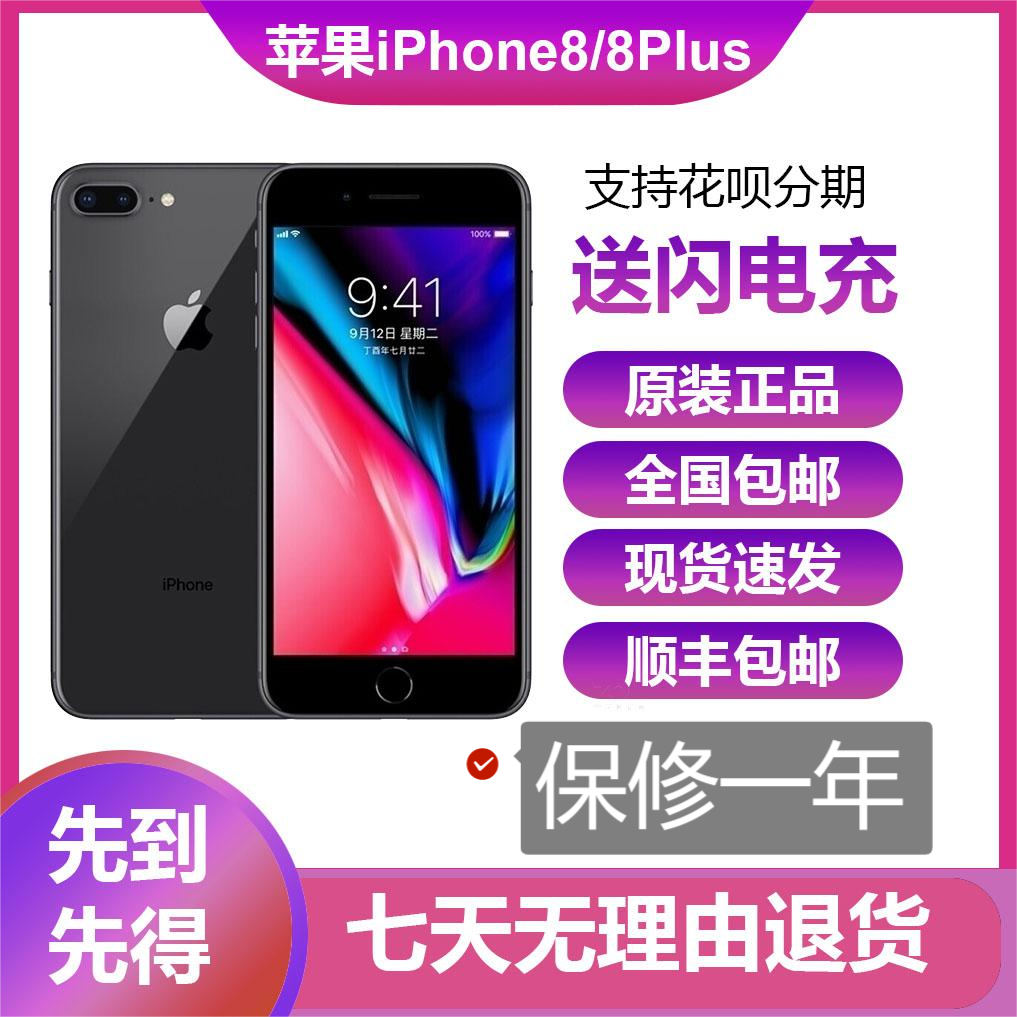 苹果iPhone8/8Plus
支持花呗分期
送闪电充
100%
9:41
9月12日 星期二
丁酉年七月廿二
原装正品
全国包邮
现货速发
顺丰包邮
iPhone
保修一年
先到
先得
七天无理由退货